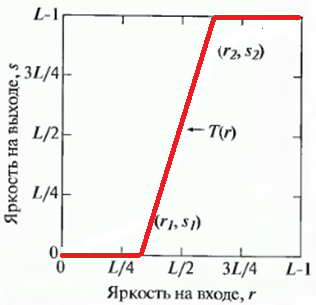 L-1
(r₂, s₂)
3L/4
L/2
T(r)
L/4
(r₁, s₁)
0
0 L/4 L/2 3L/4 L-1
Яркость на выходе, s
Яркость на входе, r